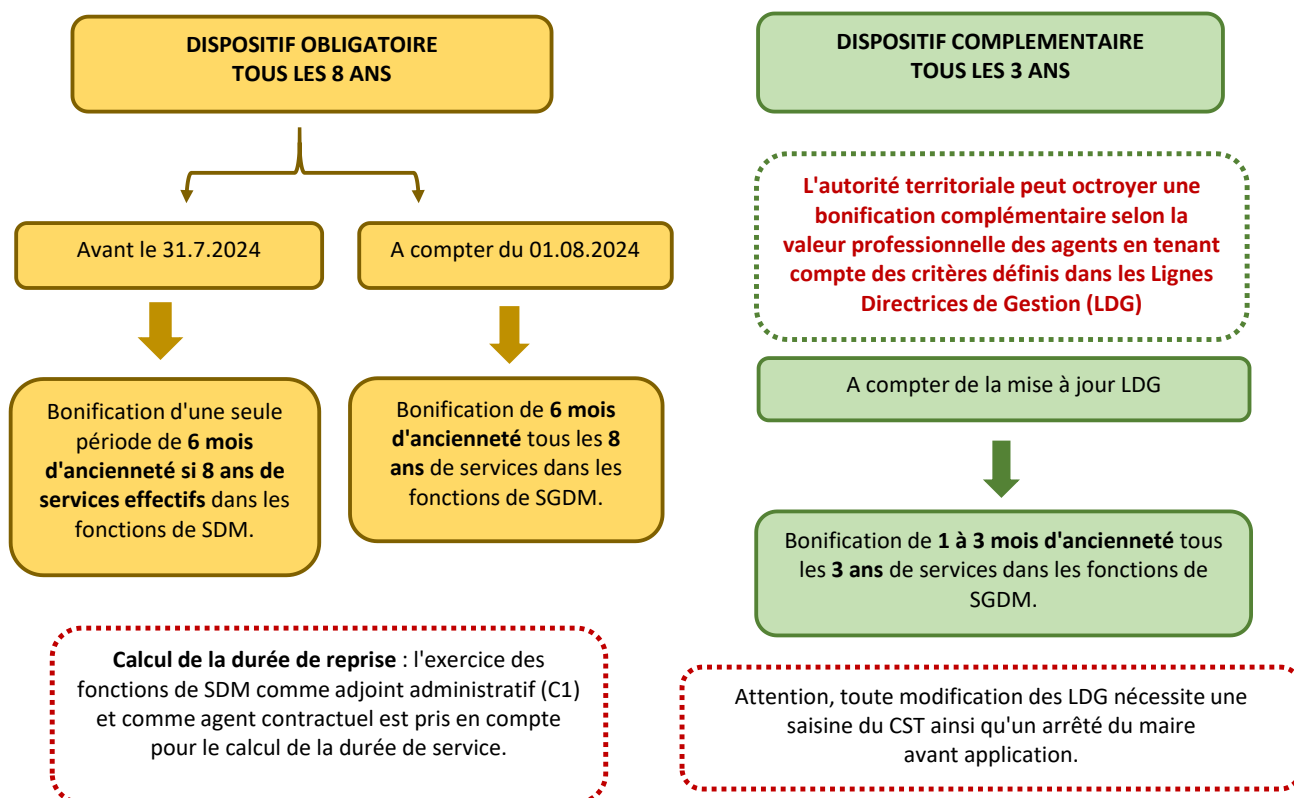 DISPOSITIF OBLIGATOIRE
TOUS LES 8 ANS
Avant le 31.7.2024
A compter du 01.08.2024
Bonification d'une seule
période de 6 mois
d'ancienneté si 8 ans de
services effectifs dans les
fonctions de SDM.
Bonification de 6 mois
d'ancienneté tous les 8
ans de services dans les
fonctions de SGDM.
Calcul de la durée de reprise : l'exercice des
fonctions de SDM comme adjoint administratif (C1)
et comme agent contractuel est pris en compte
pour le calcul de la durée de service.
DISPOSITIF COMPLEMENTAIRE
TOUS LES 3 ANS
L'autorité territoriale peut octroyer une
bonification complémentaire selon la
valeur professionnelle des agents en tenant
compte des critères définis dans les Lignes
Directrices de Gestion (LDG)
A compter de la mise à jour LDG
Bonification de 1 à 3 mois d'ancienneté tous
les 3 ans de services dans les fonctions de
SGDM.
Attention, toute modification des LDG nécessite une
saisine du CST ainsi qu'un arrêté du maire
avant application.